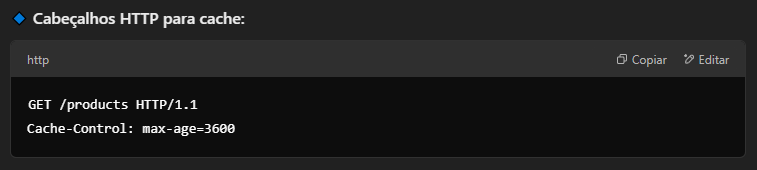 Cabeçalhos HTTP para cache:
http
Copiar
Editar
GET /products HTTP/1.1
Cache-Control: max-age=3600